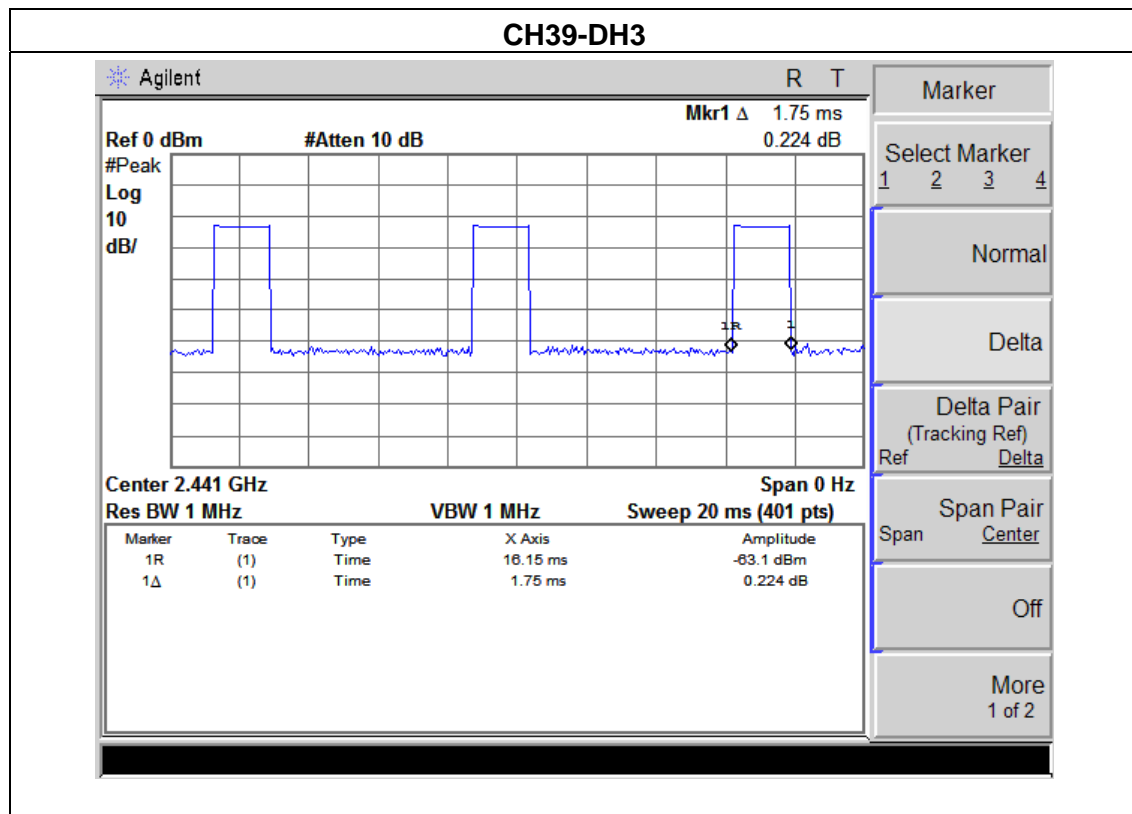 CH39-DH3
Agilent R T
Mkr1 Δ 1.75 ms
Ref 0 dBm #Atten 10 dB 0.224 dB
#Peak
Log
10
dB/
1R 1
Center 2.441 GHz Span 0 Hz
Res BW 1 MHz VBW 1 MHz Sweep 20 ms (401 pts)
Marker Trace Type X Axis Amplitude
1R (1) Time 16.15 ms -63.1 dBm
1Δ (1) Time 1.75 ms 0.224 dB
Marker
Select Marker
1 2 3 4
Normal
Delta
Delta Pair
(Tracking Ref)
Ref Delta
Span Pair
Span Center
Off
More
1 of 2